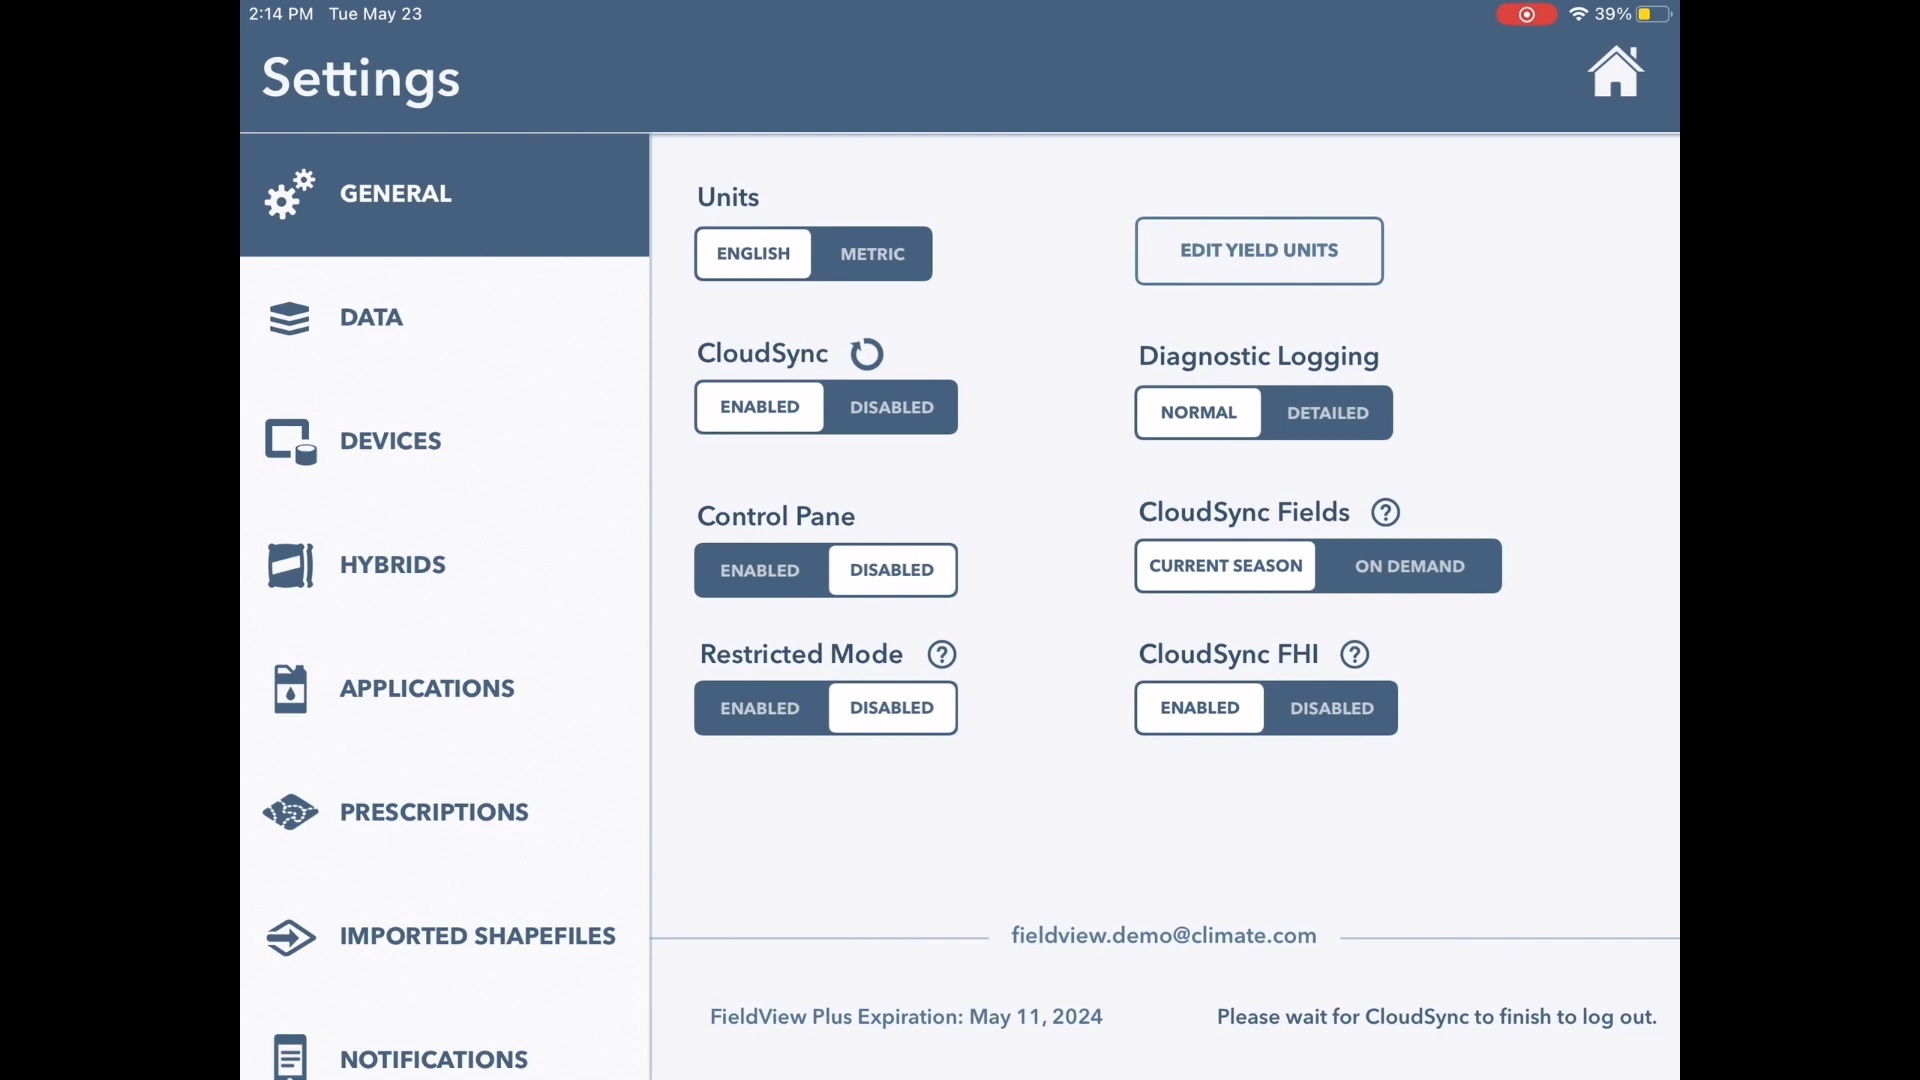 2:14 PM Tue May 23
39%
Settings
GENERAL
DATA
DEVICES
HYBRIDS
APPLICATIONS
PRESCRIPTIONS
IMPORTED SHAPEFILES
NOTIFICATIONS
Units
ENGLISH METRIC
EDIT YIELD UNITS
CloudSync
ENABLED DISABLED
Diagnostic Logging
NORMAL DETAILED
Control Pane
ENABLED DISABLED
CloudSync Fields ?
CURRENT SEASON ON DEMAND
Restricted Mode ?
ENABLED DISABLED
CloudSync FHI ?
ENABLED DISABLED
fieldview.demo@climate.com
FieldView Plus Expiration: May 11, 2024
Please wait for CloudSync to finish to log out.